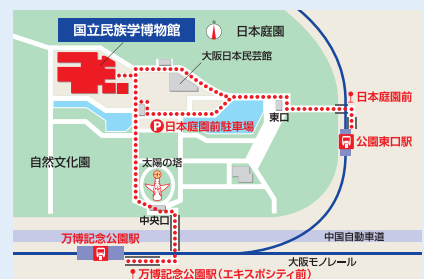 国立民族学博物館
日本庭園
大阪日本民芸館
日本庭園前
東口
P日本庭園前駐車場
公園東口駅
自然文化園
太陽の塔
中央口
万博記念公園駅
中国自動車道
大阪モノレール
万博記念公園駅（エキスポシティ前）